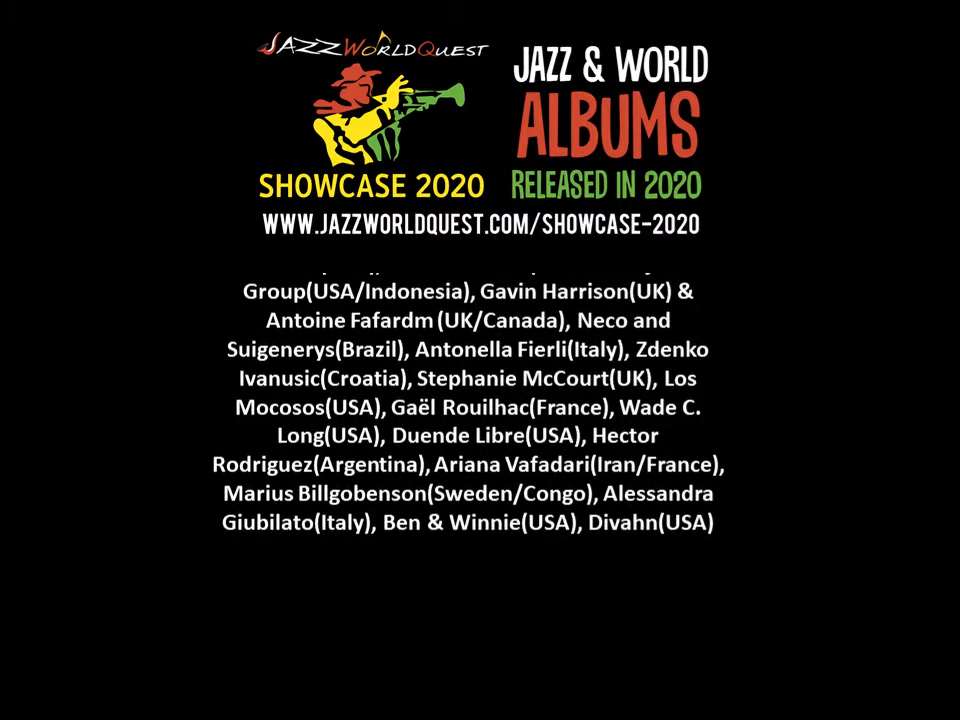 JAZZWORLDQUEST
JAZZ & WORLD
ALBUMS
SHOWCASE 2020
RELEASED IN 2020
WWW.JAZZWORLDQUEST.COM/SHOWCASE-2020
Group(USA/Indonesia), Gavin Harrison(UK) &
Antoine Fafardm (UK/Canada), Neco and
Suigenerys(Brazil), Antonella Fierli(Italy), Zdenko
Ivanusic(Croatia), Stephanie McCourt(UK), Los
Mocosos(USA), Gaël Rouilhac(France), Wade C.
Long(USA), Duende Libre(USA), Hector
Rodriguez(Argentina), Ariana Vafadari(Iran/France),
Marius Billgobenson(Sweden/Congo), Alessandra
Giubilato(Italy), Ben & Winnie(USA), Divahn(USA)